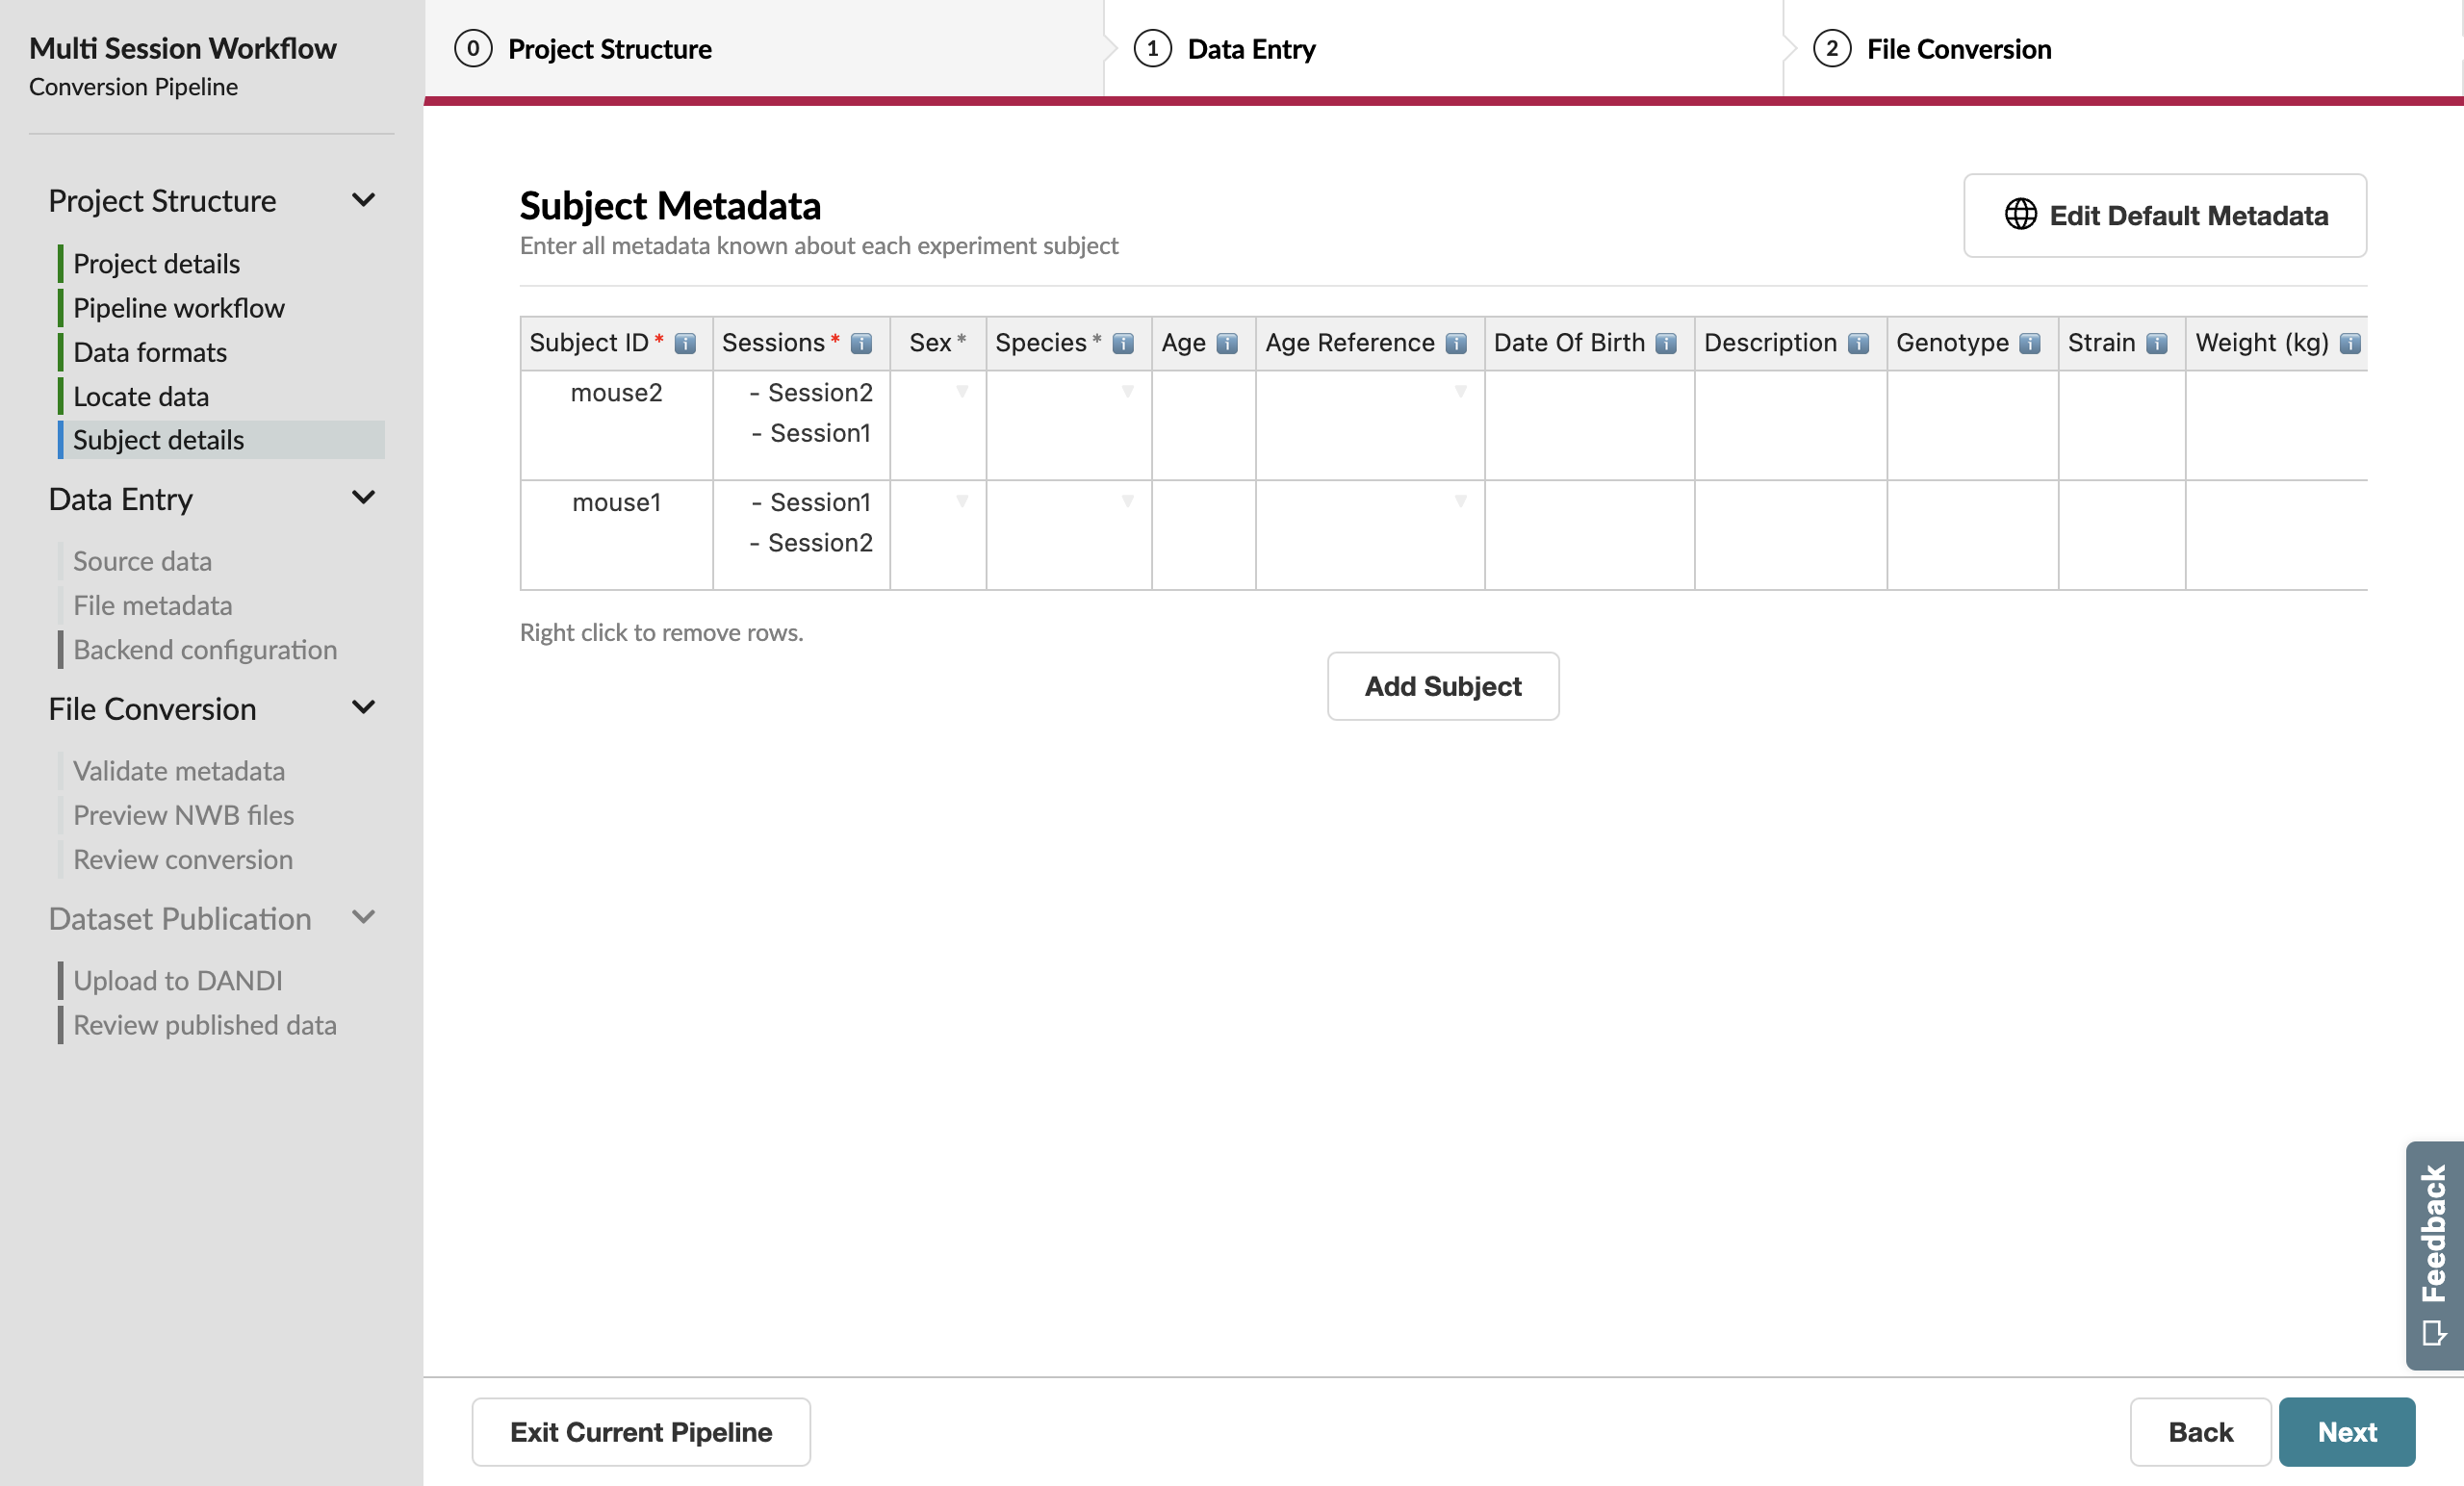 Multi Session Workflow
Conversion Pipeline
Project Structure
Project details
Pipeline workflow
Data formats
Locate data
Subject details
Data Entry
Source data
File metadata
Backend configuration
File Conversion
Validate metadata
Preview NWB files
Review conversion
Dataset Publication
Upload to DANDI
Review published data
0 Project Structure
1 Data Entry
2 File Conversion
Subject Metadata
Enter all metadata known about each experiment subject
Edit Default Metadata
Subject ID* i Sessions* i Sex* Species* i Age i Age Reference i Date Of Birth i Description i Genotype i Strain i Weight (kg) i
mouse2 - Session2
- Session1
mouse1 - Session1
- Session2
Right click to remove rows.
Add Subject
Feedback
Exit Current Pipeline
Back
Next